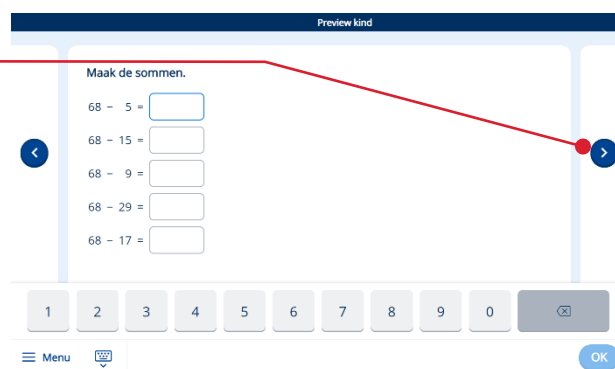 Preview kind
Maak de sommen.
68 - 5 =
68 - 15 =
68 - 9 =
68 - 29 =
68 - 17 =
1 2 3 4 5 6 7 8 9 0
Menu
OK